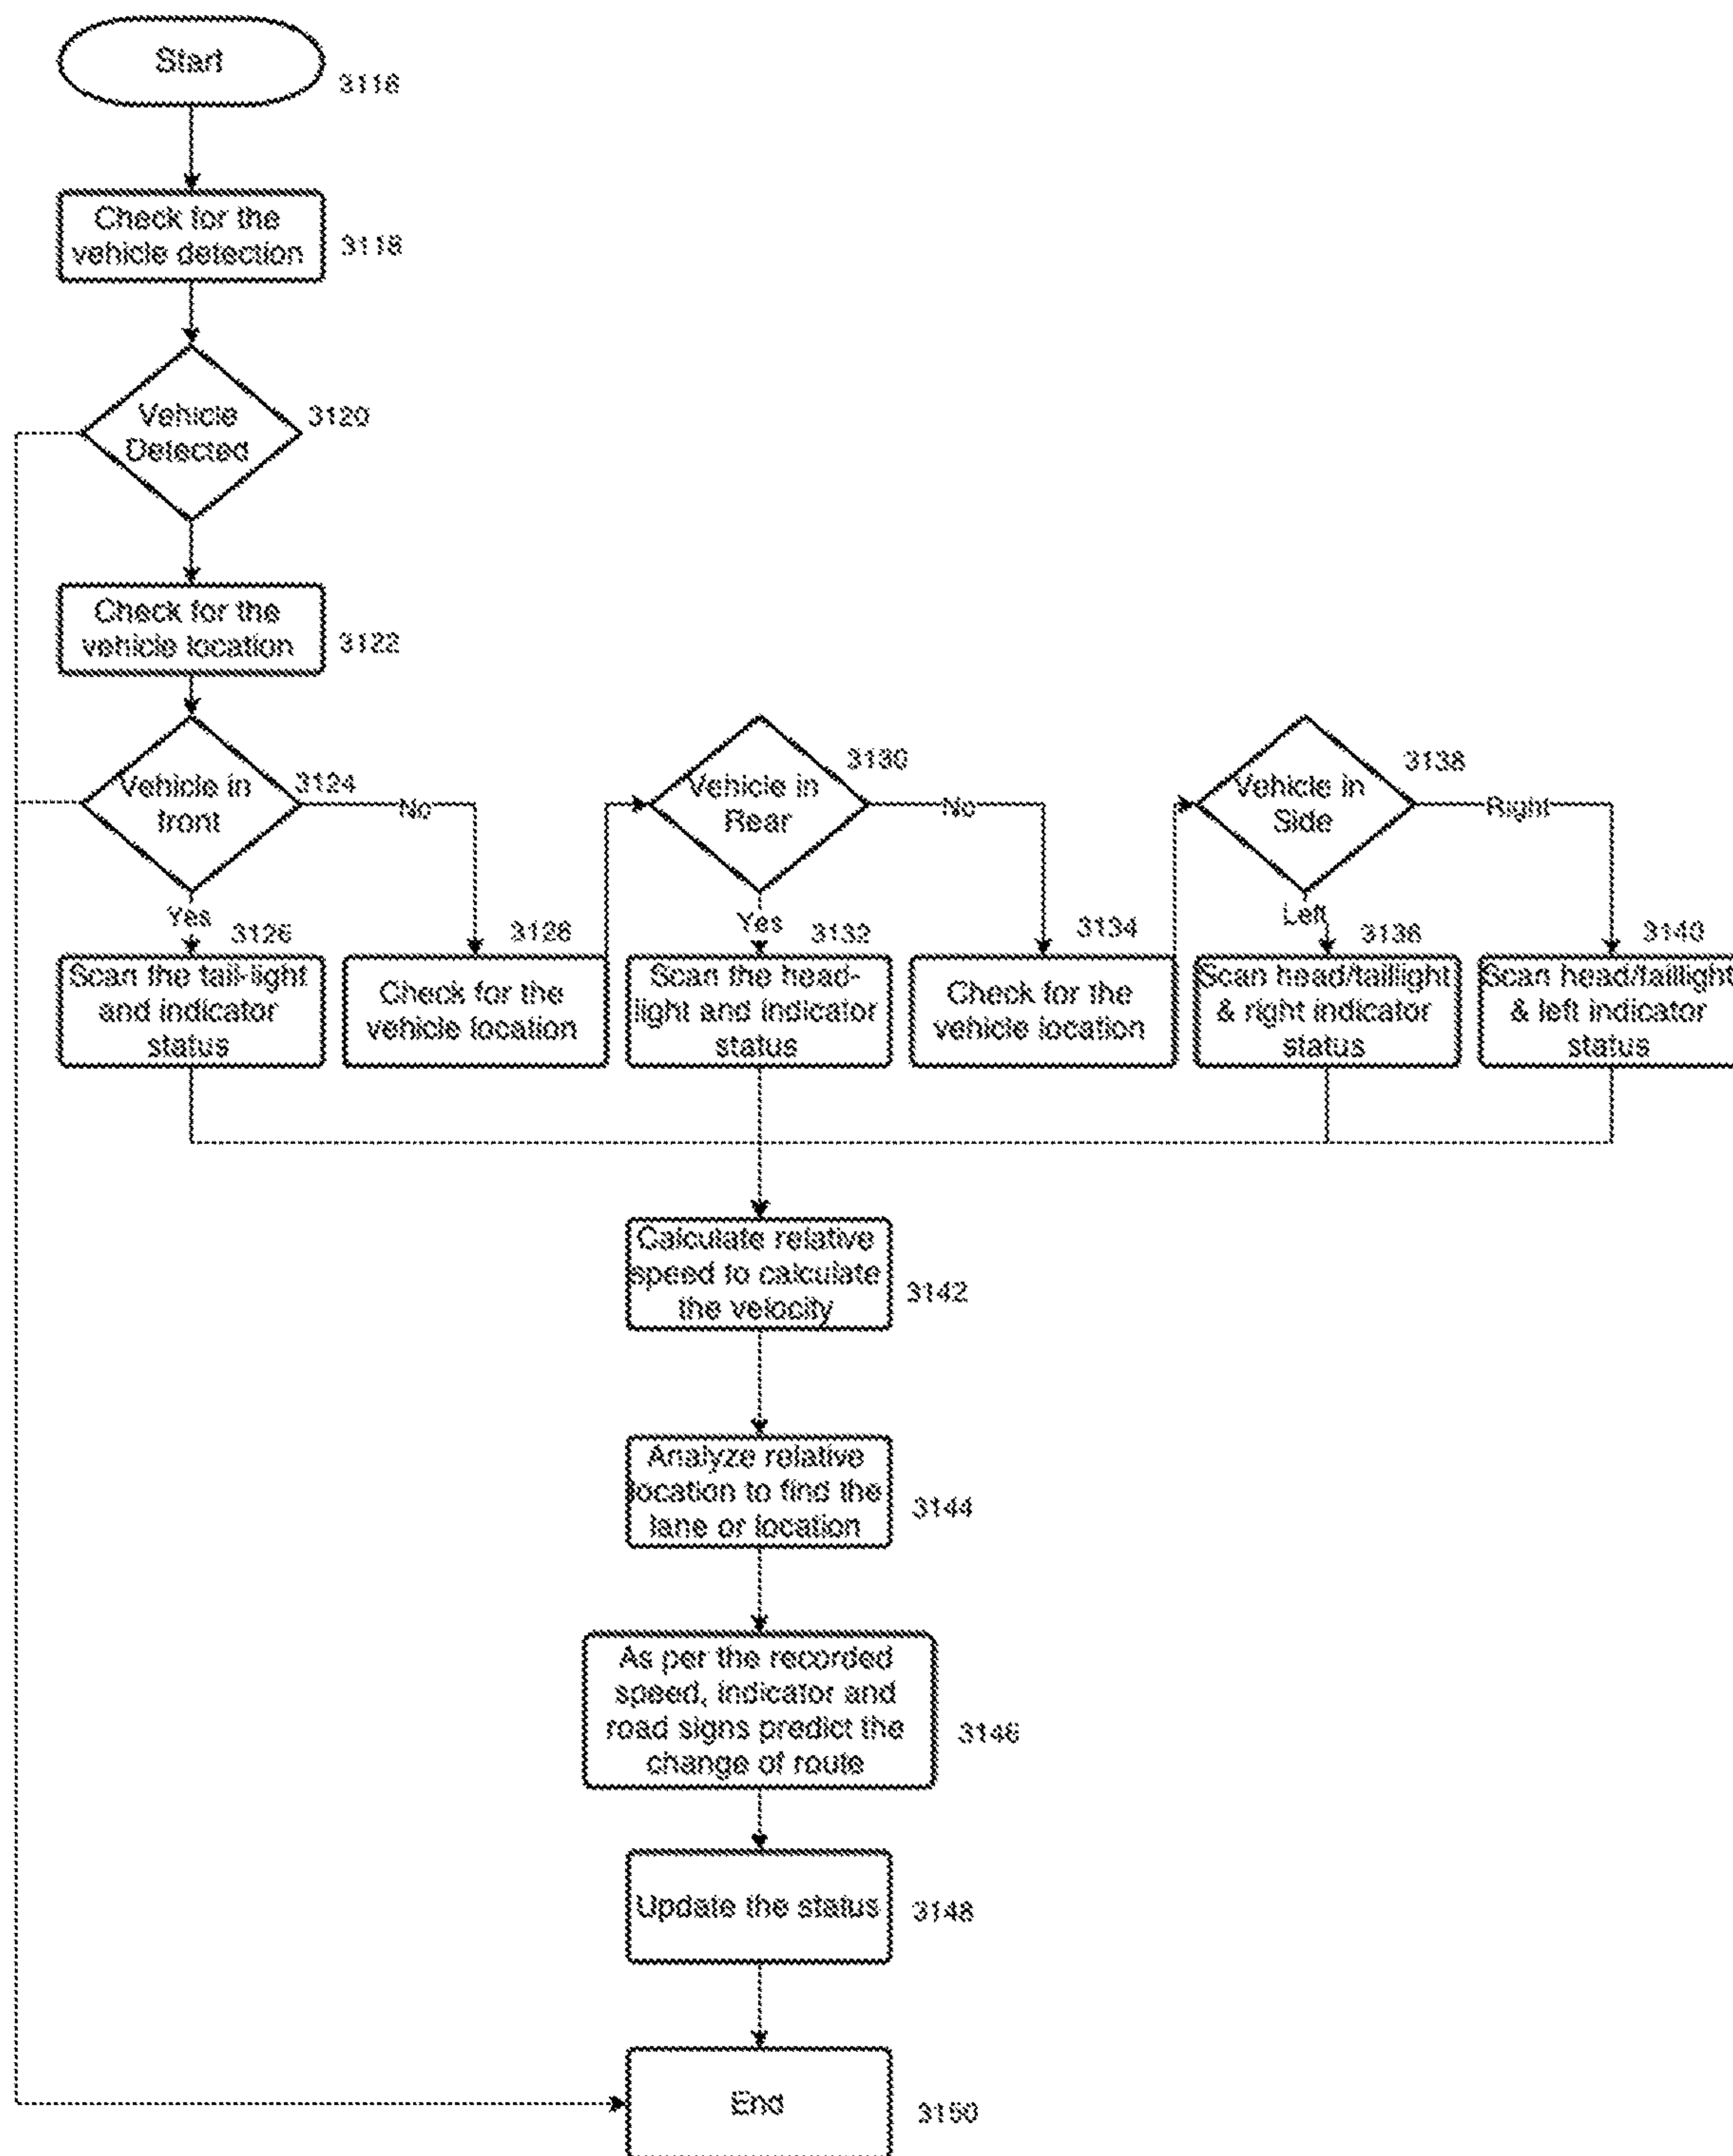 Start
3116
Check for the
vehicle detection
3118
Vehicle
Detected
3120
Check for the
vehicle location
3122
Vehicle in
front
3124
No
Vehicle in
Rear
3130
No
Vehicle in
Side
3138
Right
Yes
3126
3128
Yes
3132
3134
Left
3136
3140
Scan the tail-light
and indicator
status
Check for the
vehicle location
Scan the head-
light and indicator
status
Check for the
vehicle location
Scan head/taillight
& right indicator
status
Scan head/taillight
& left indicator
status
Calculate relative
speed to calculate
the velocity
3142
Analyze relative
location to find the
lane or location
3144
As per the recorded
speed, indicator and
road signs predict the
change of route
3146
Update the status
3148
End
3150